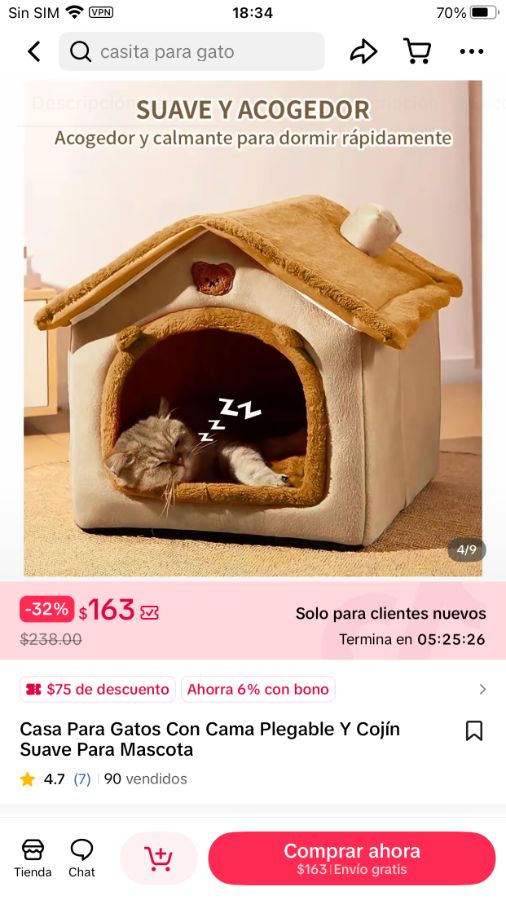 Sin SIM VPN 18:34 70%
casita para gato
Descripción
SUAVE Y ACOGEDOR
Acogedor y calmante para dormir rápidamente
Z Z
Z
Z
4/9
-32% $163 Solo para clientes nuevos
$238.00 Termina en 05:25:26
$75 de descuento Ahorra 6% con bono
Casa Para Gatos Con Cama Plegable Y Cojín
Suave Para Mascota
4.7 (7) 90 vendidos
Tienda Chat Comprar ahora
$163 Envío gratis